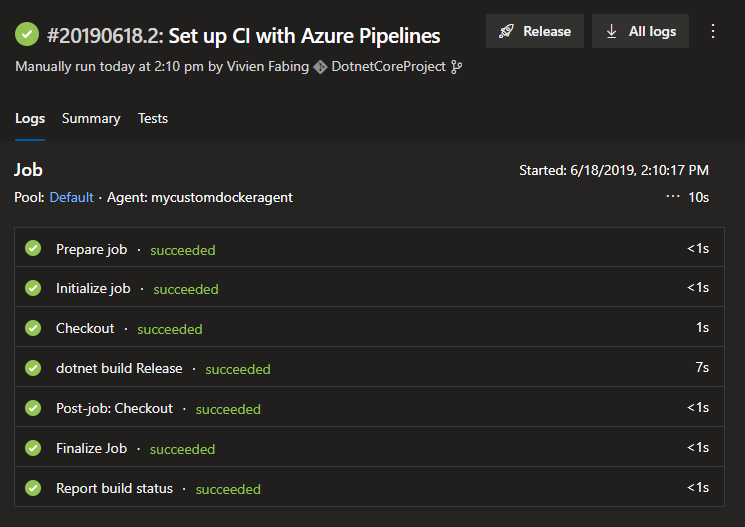 #20190618.2: Set up CI with Azure Pipelines
Release
All logs
Manually run today at 2:10 pm by Vivien Fabing DotnetCoreProject
Logs Summary Tests
Job
Started: 6/18/2019, 2:10:17 PM
Pool: Default · Agent: mycustomdockeragent
··· 10s
Prepare job · succeeded <1s
Initialize job · succeeded <1s
Checkout · succeeded 1s
dotnet build Release · succeeded 7s
Post-job: Checkout · succeeded <1s
Finalize Job · succeeded <1s
Report build status · succeeded <1s